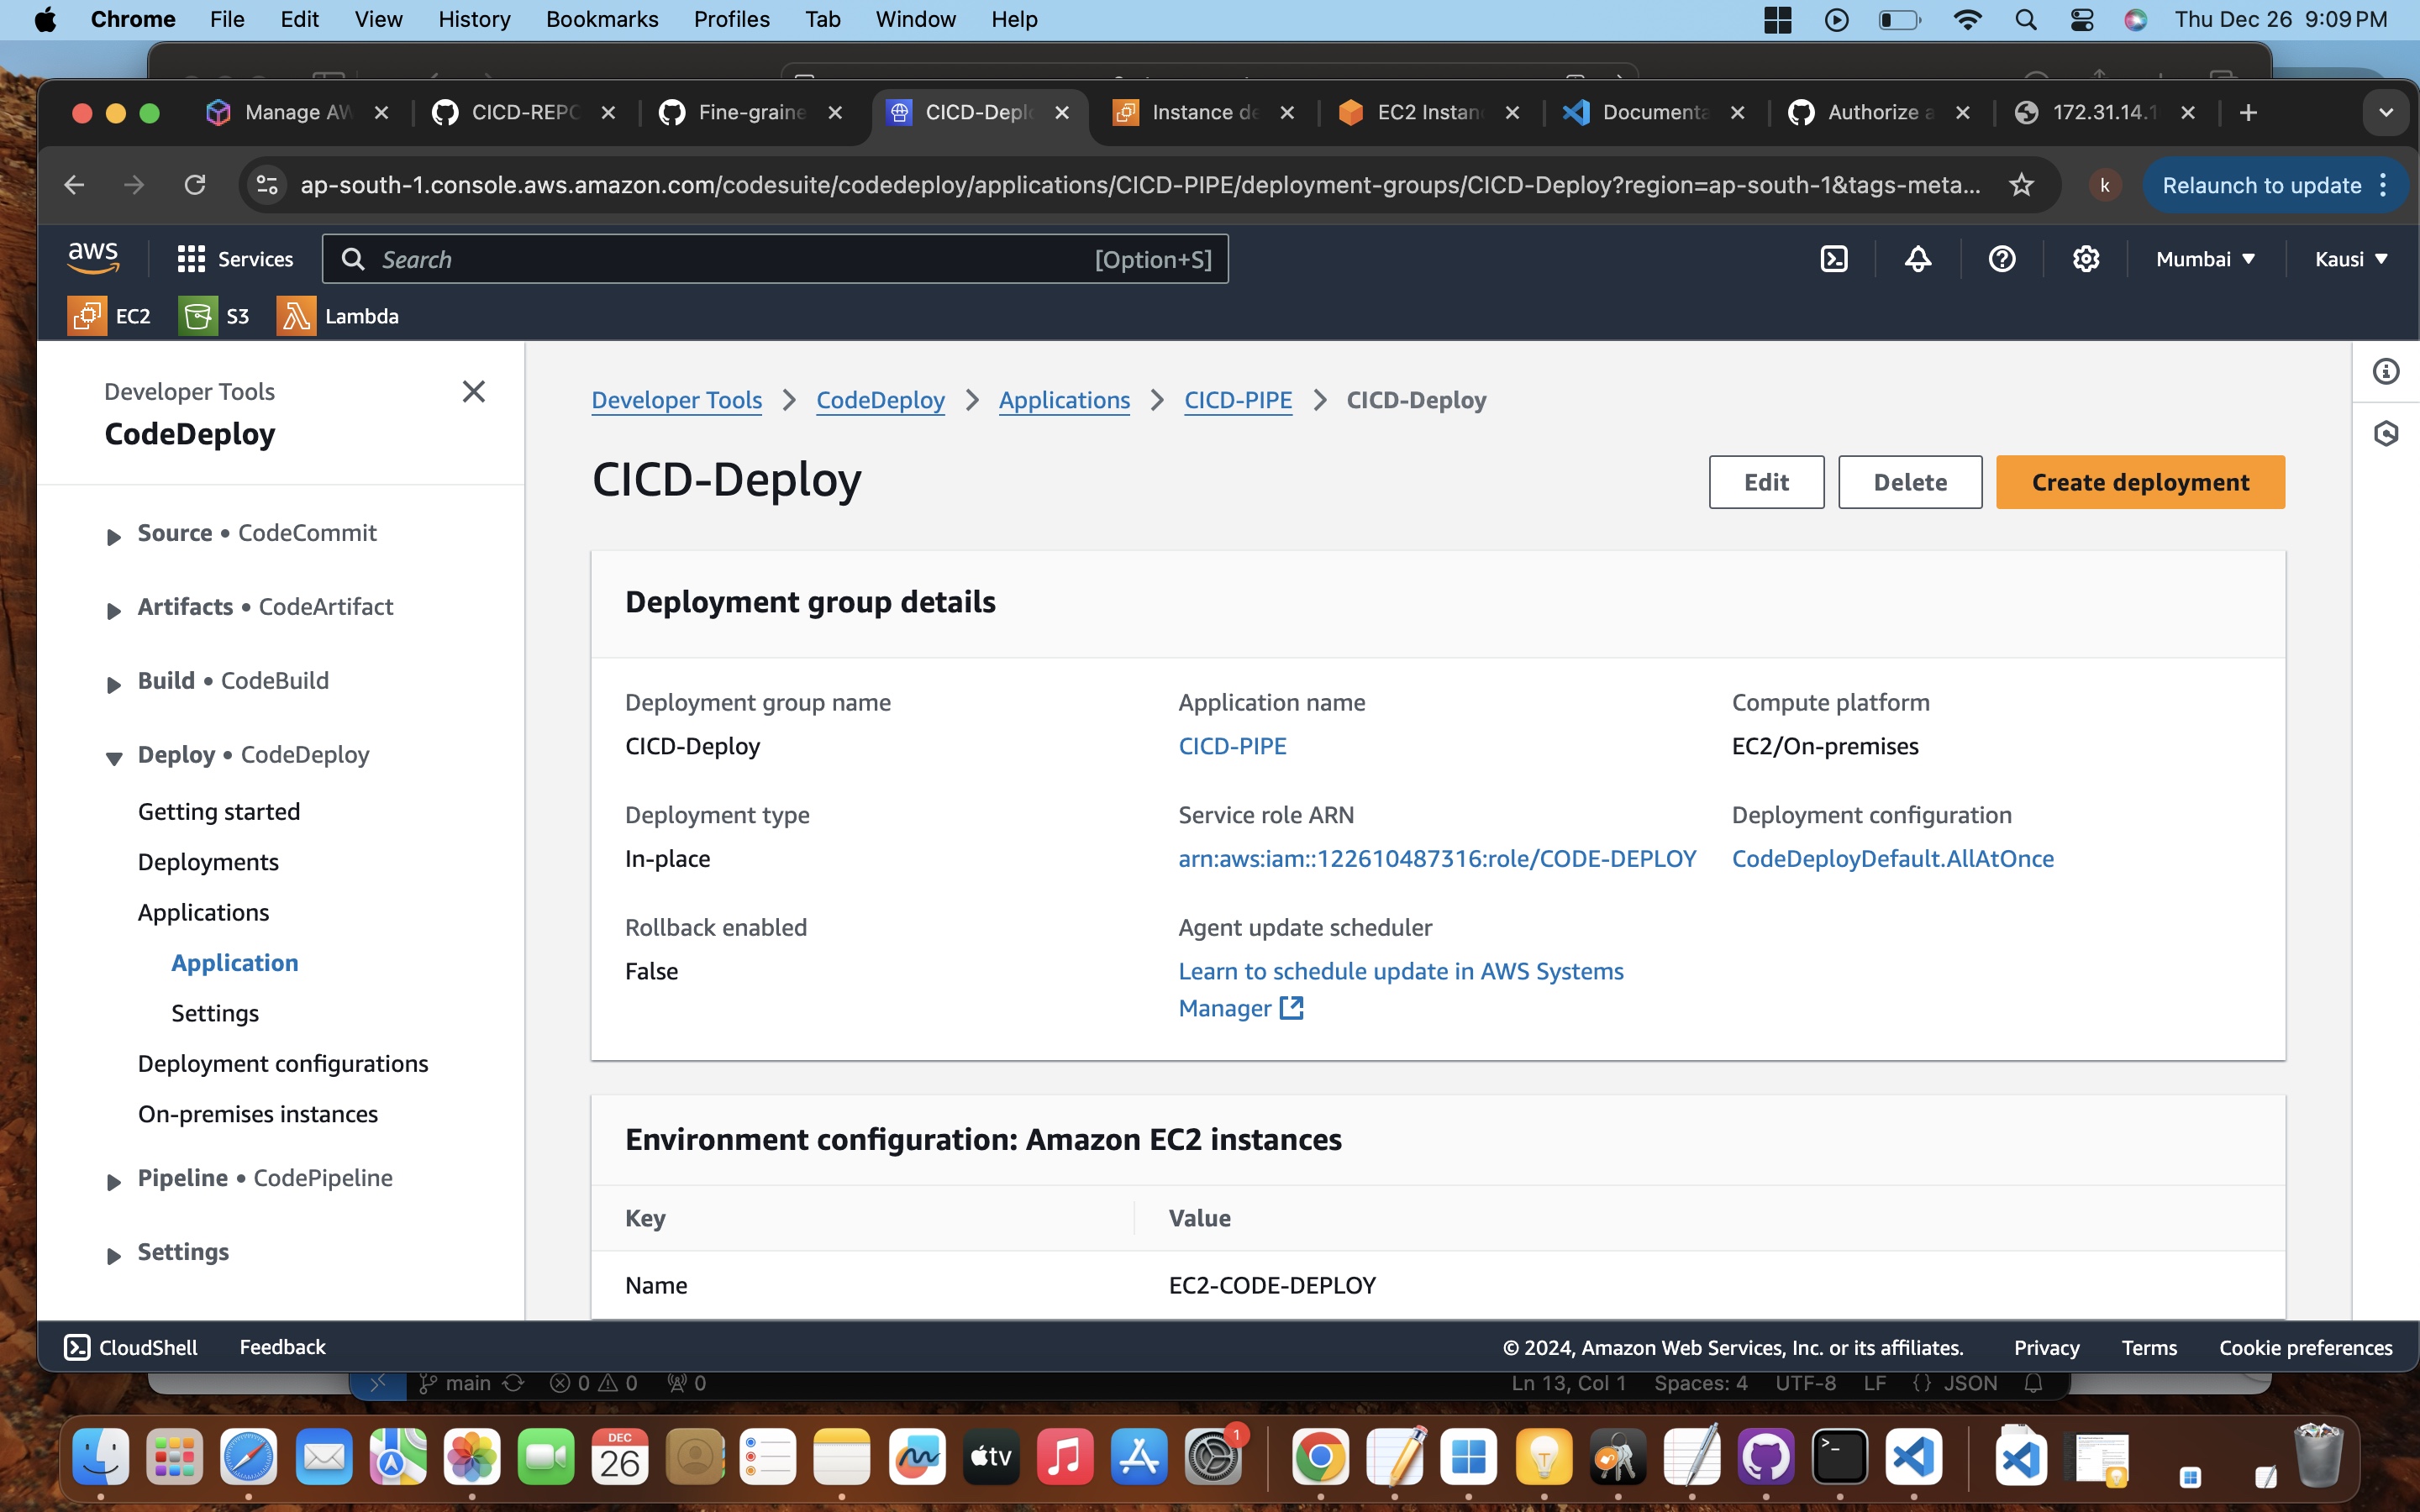 Chrome File Edit View History Bookmarks Profiles Tab Window Help Thu Dec 26 9:09 PM
Manage AW CICD-REPO Fine-graine CICD-Deplo Instance de EC2 Instan Documenta Authorize a 172.31.14.1
ap-south-1.console.aws.amazon.com/codesuite/codedeploy/applications/CICD-PIPE/deployment-groups/CICD-Deploy?region=ap-south-1&tags-meta... k Relaunch to update
aws Services Search [Option+S] Mumbai Kausi
EC2 S3 Lambda
Developer Tools
CodeDeploy
Source • CodeCommit
Artifacts • CodeArtifact
Build • CodeBuild
Deploy • CodeDeploy
Getting started
Deployments
Applications
Application
Settings
Deployment configurations
On-premises instances
Pipeline • CodePipeline
Settings
Developer Tools > CodeDeploy > Applications > CICD-PIPE > CICD-Deploy
CICD-Deploy
Edit Delete Create deployment
Deployment group details
Deployment group name Application name Compute platform
CICD-Deploy CICD-PIPE EC2/On-premises
Deployment type Service role ARN Deployment configuration
In-place arn:aws:iam::122610487316:role/CODE-DEPLOY CodeDeployDefault.AllAtOnce
Rollback enabled Agent update scheduler
False Learn to schedule update in AWS Systems
Manager
Environment configuration: Amazon EC2 instances
Key Value
Name EC2-CODE-DEPLOY
CloudShell Feedback © 2024, Amazon Web Services, Inc. or its affiliates. Privacy Terms Cookie preferences
main 0 0 0 Ln 13, Col 1 Spaces: 4 UTF-8 LF {} JSON
DEC
26
tv
1